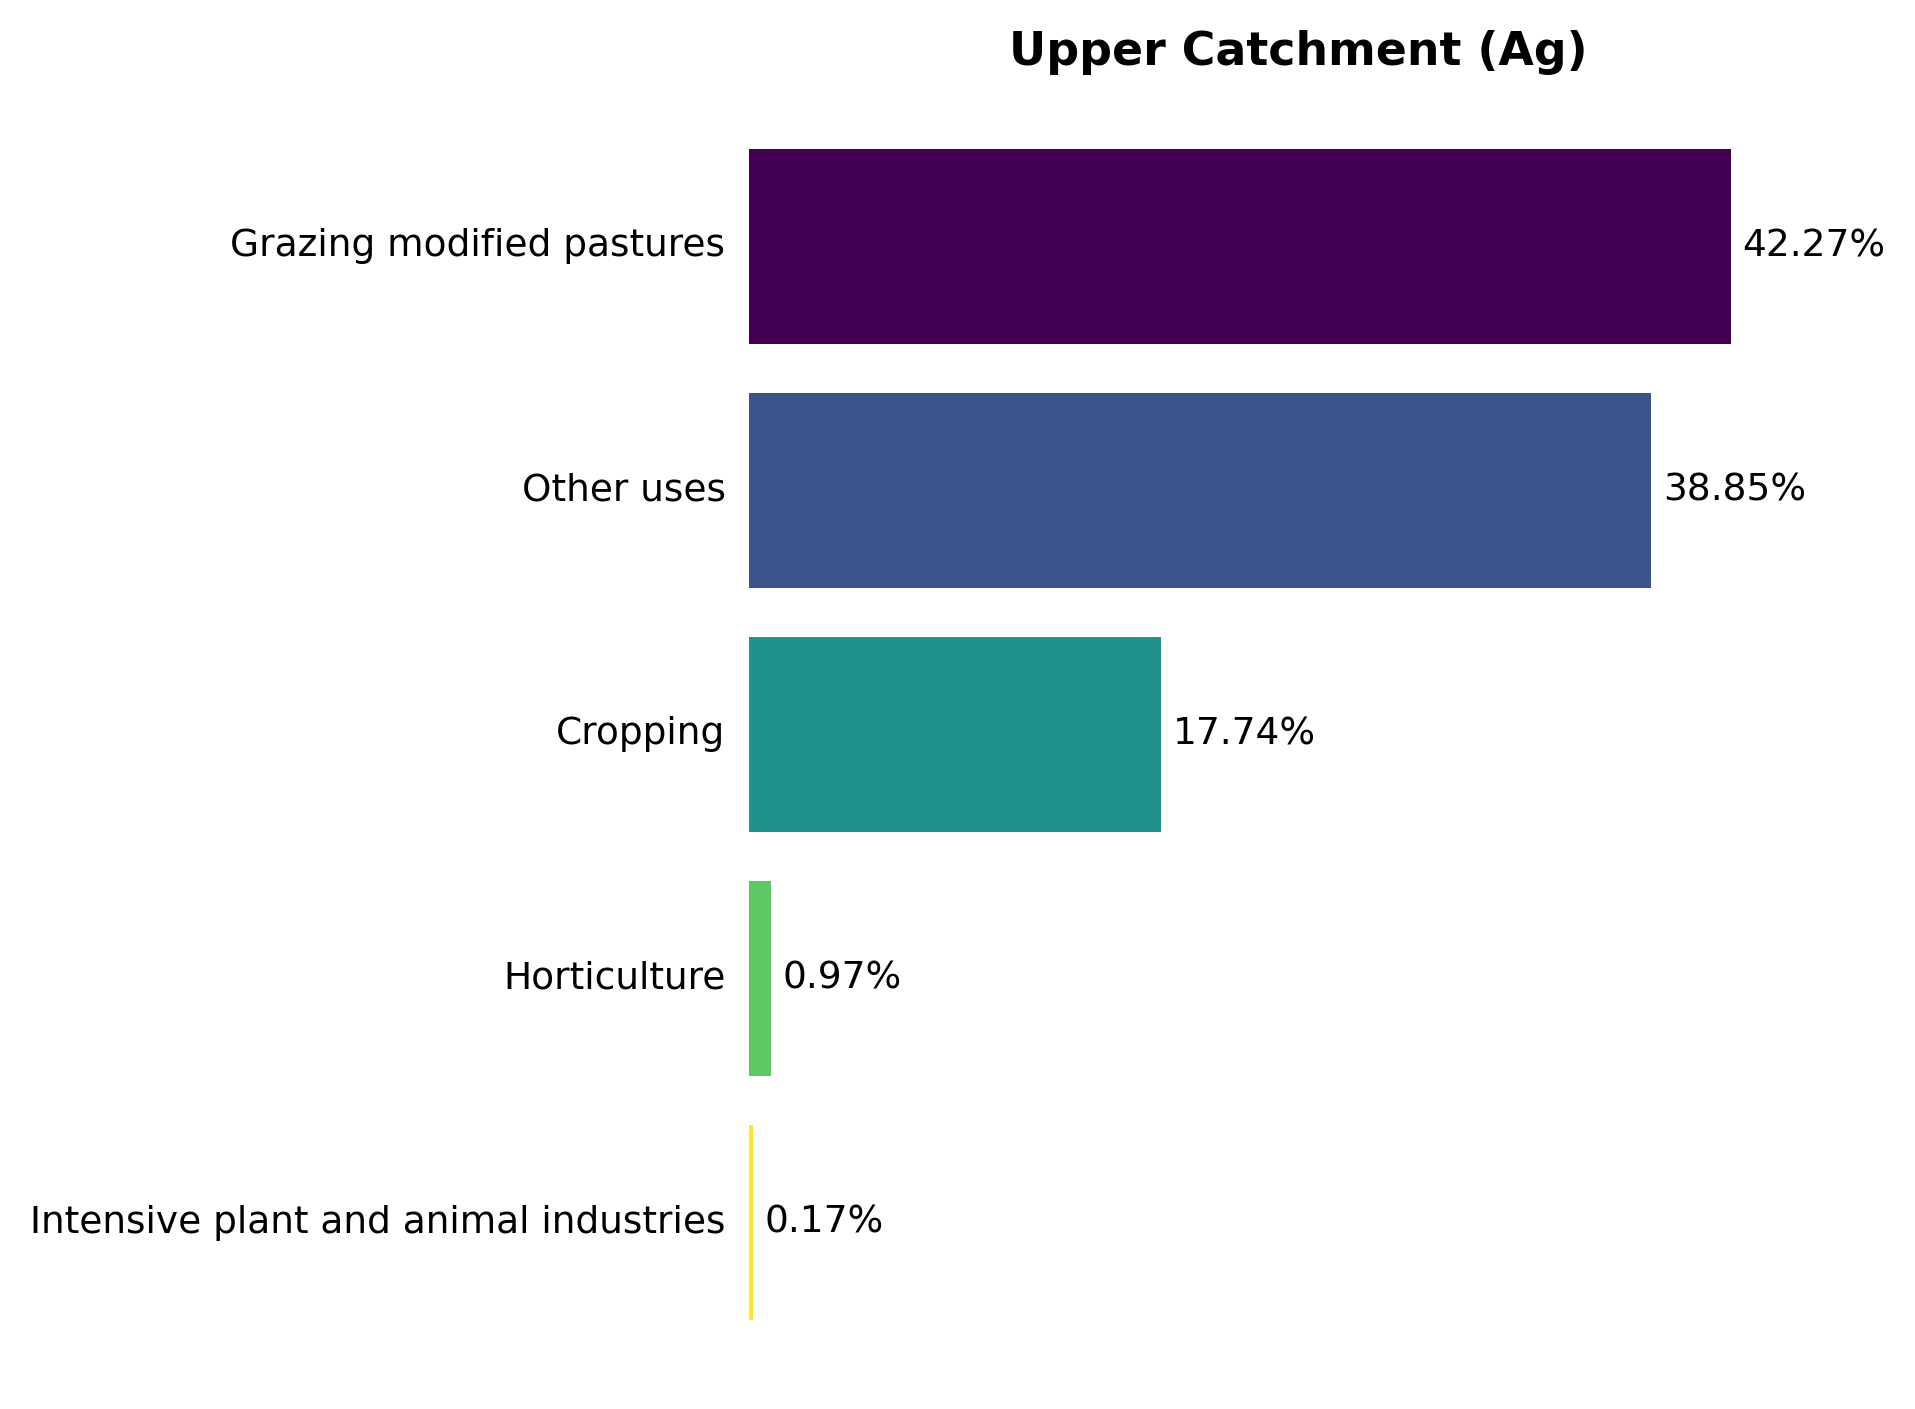 Upper Catchment (Ag)
Grazing modified pastures 42.27%
Other uses 38.85%
Cropping 17.74%
Horticulture 0.97%
Intensive plant and animal industries 0.17%